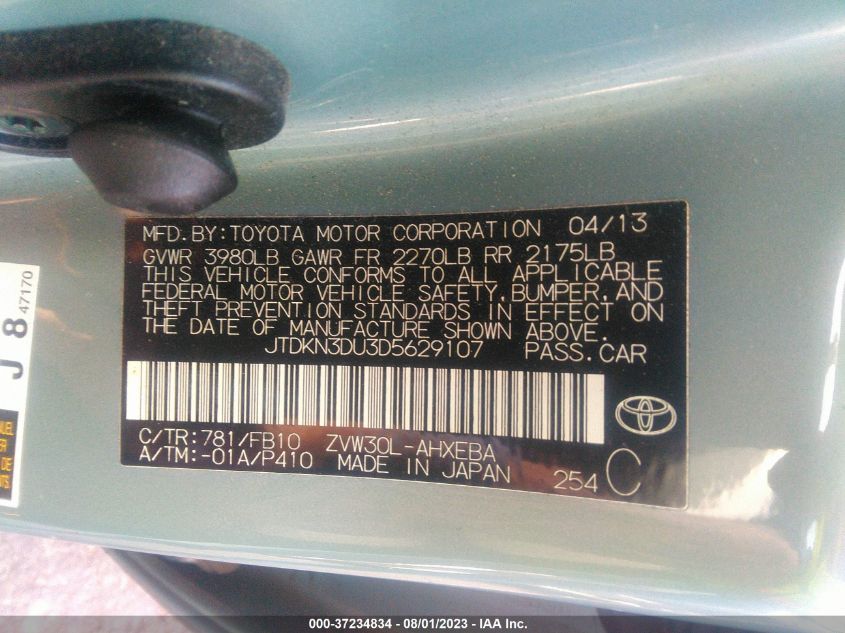 MFD.BY:TOYOTA MOTOR CORPORATION 04/13
GVWR 3980LB GAWR FR 2270LB RR 2175LB
THIS VEHICLE CONFORMS TO ALL APPLICABLE
FEDERAL MOTOR VEHICLE SAFETY,BUMPER,AND
THEFT PREVENTION STANDARDS IN EFFECT ON
THE DATE OF MANUFACTURE SHOWN ABOVE.
JTDKN3DU3D5629107 PASS.CAR
C/TR:781/FB10 ZVW30L-AHXEBA
A/TM:-01A/P410 MADE IN JAPAN 254 C
J 8 47170
000-37234834 - 08/01/2023 - IAA Inc.